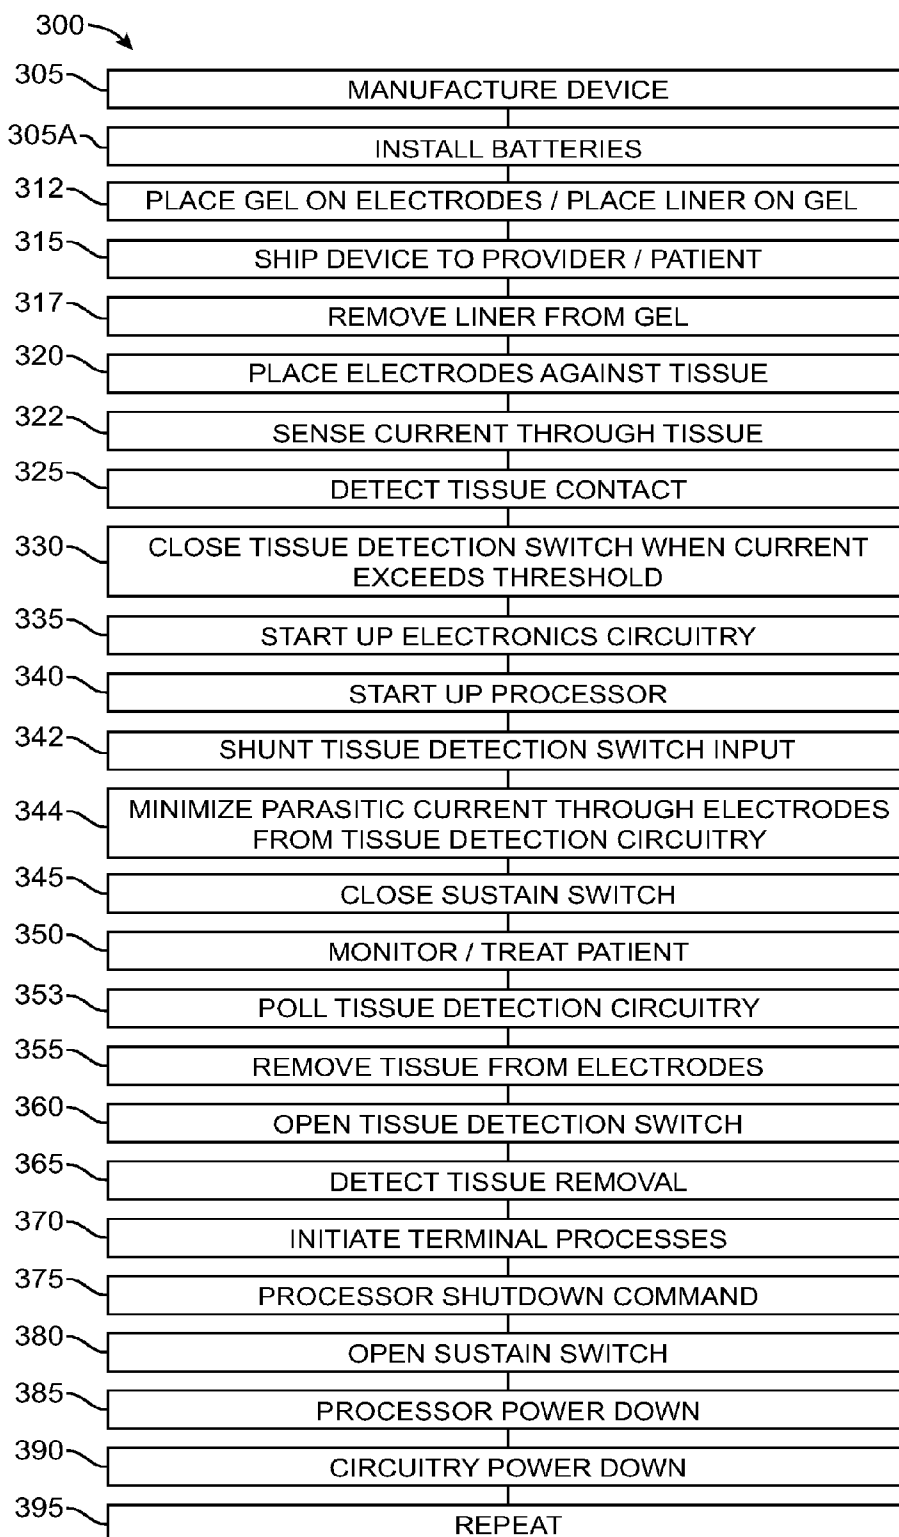 300
305
MANUFACTURE DEVICE
305A
INSTALL BATTERIES
312
PLACE GEL ON ELECTRODES / PLACE LINER ON GEL
315
SHIP DEVICE TO PROVIDER / PATIENT
317
REMOVE LINER FROM GEL
320
PLACE ELECTRODES AGAINST TISSUE
322
SENSE CURRENT THROUGH TISSUE
325
DETECT TISSUE CONTACT
330
CLOSE TISSUE DETECTION SWITCH WHEN CURRENT
EXCEEDS THRESHOLD
335
START UP ELECTRONICS CIRCUITRY
340
START UP PROCESSOR
342
SHUNT TISSUE DETECTION SWITCH INPUT
344
MINIMIZE PARASITIC CURRENT THROUGH ELECTRODES
FROM TISSUE DETECTION CIRCUITRY
345
CLOSE SUSTAIN SWITCH
350
MONITOR / TREAT PATIENT
353
POLL TISSUE DETECTION CIRCUITRY
355
REMOVE TISSUE FROM ELECTRODES
360
OPEN TISSUE DETECTION SWITCH
365
DETECT TISSUE REMOVAL
370
INITIATE TERMINAL PROCESSES
375
PROCESSOR SHUTDOWN COMMAND
380
OPEN SUSTAIN SWITCH
385
PROCESSOR POWER DOWN
390
CIRCUITRY POWER DOWN
395
REPEAT